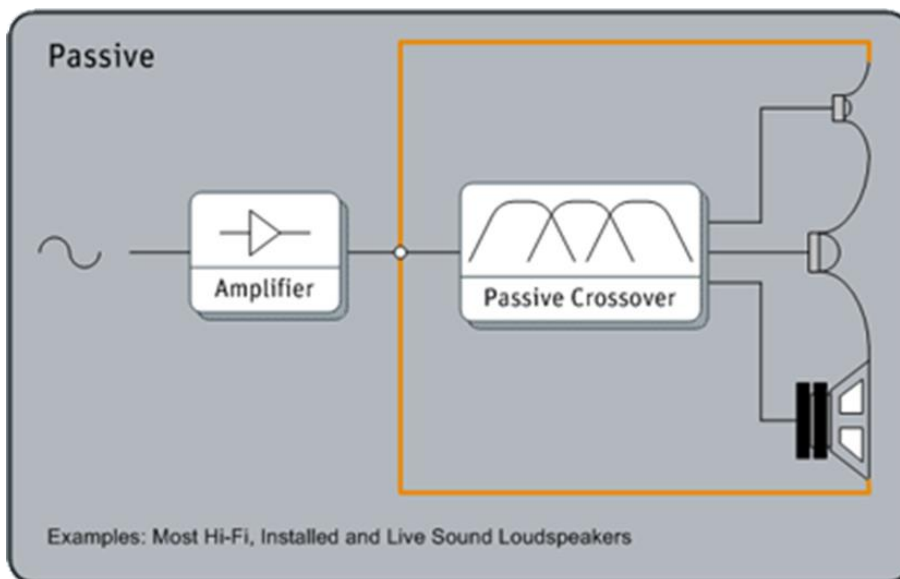 Passive
Amplifier
Passive Crossover
Examples: Most Hi-Fi, Installed and Live Sound Loudspeakers